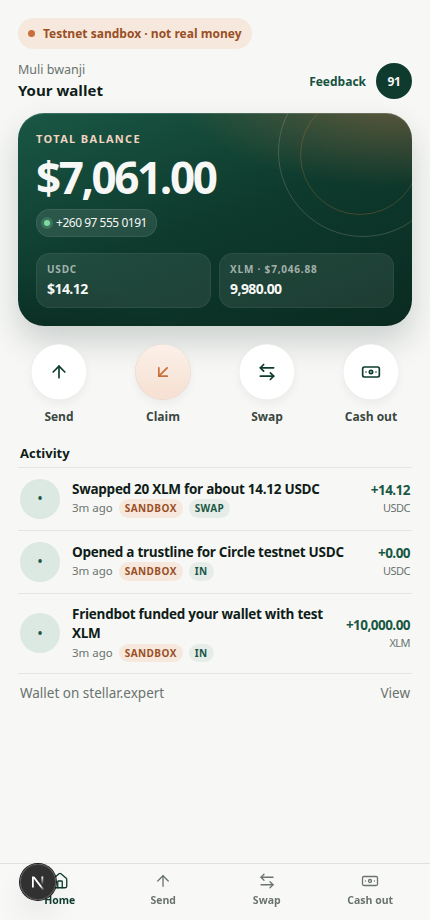 Testnet sandbox · not real money
Muli bwanji
Your wallet
Feedback
91
TOTAL BALANCE
$7,061.00
+260 97 555 0191
USDC
$14.12
XLM · $7,046.88
9,980.00
Send
Claim
Swap
Cash out
Activity
Swapped 20 XLM for about 14.12 USDC
+14.12
3m ago SANDBOX SWAP
USDC
Opened a trustline for Circle testnet USDC
+0.00
3m ago SANDBOX IN
USDC
Friendbot funded your wallet with test
XLM
+10,000.00
3m ago SANDBOX IN
XLM
Wallet on stellar.expert
View
N
Home
Send
Swap
Cash out